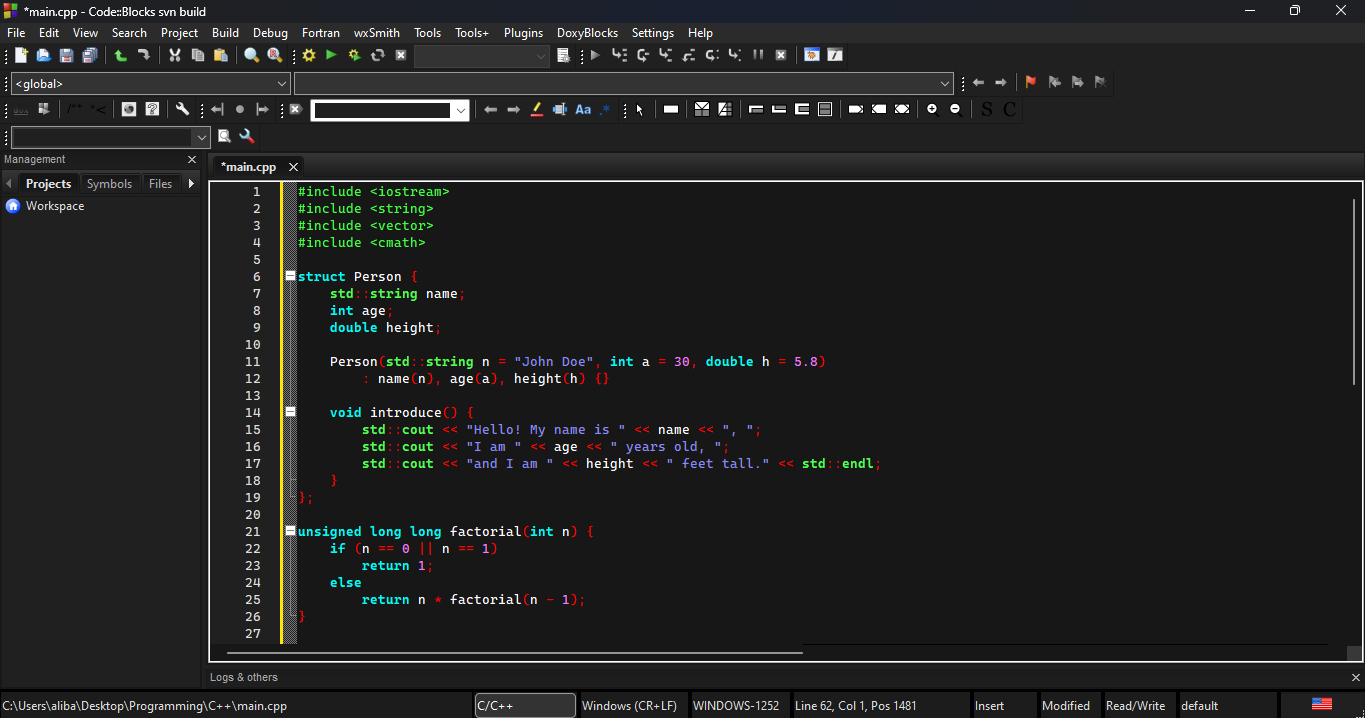 *main.cpp - Code::Blocks svn build
File Edit View Search Project Build Debug Fortran wxSmith Tools Tools+ Plugins DoxyBlocks Settings Help
<global>
/** *<
Aa .* S C
Management
*main.cpp
Projects Symbols Files
Workspace
1 #include <iostream>
2 #include <string>
3 #include <vector>
4 #include <cmath>
5
6 struct Person {
7 std::string name;
8 int age;
9 double height;
10
11 Person(std::string n = "John Doe", int a = 30, double h = 5.8)
12 : name(n), age(a), height(h) {}
13
14 void introduce() {
15 std::cout << "Hello! My name is " << name << ", ";
16 std::cout << "I am " << age << " years old, ";
17 std::cout << "and I am " << height << " feet tall." << std::endl;
18 }
19 };
20
21 unsigned long long factorial(int n) {
22 if (n == 0 || n == 1)
23 return 1;
24 else
25 return n * factorial(n - 1);
26 }
27
Logs & others
C:\Users\aliba\Desktop\Programming\C++\main.cpp C/C++ Windows (CR+LF) WINDOWS-1252 Line 62, Col 1, Pos 1481 Insert Modified Read/Write default